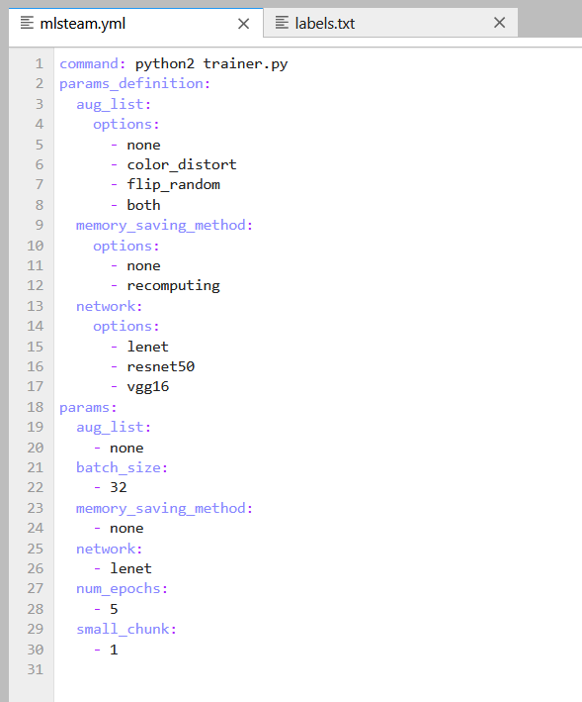 mlsteam.yml
labels.txt
1 command: python2 trainer.py
2 params_definition:
3   aug_list:
4     options:
5       - none
6       - color_distort
7       - flip_random
8       - both
9   memory_saving_method:
10     options:
11       - none
12       - recomputing
13   network:
14     options:
15       - lenet
16       - resnet50
17       - vgg16
18 params:
19   aug_list:
20     - none
21   batch_size:
22     - 32
23   memory_saving_method:
24     - none
25   network:
26     - lenet
27   num_epochs:
28     - 5
29   small_chunk:
30     - 1
31